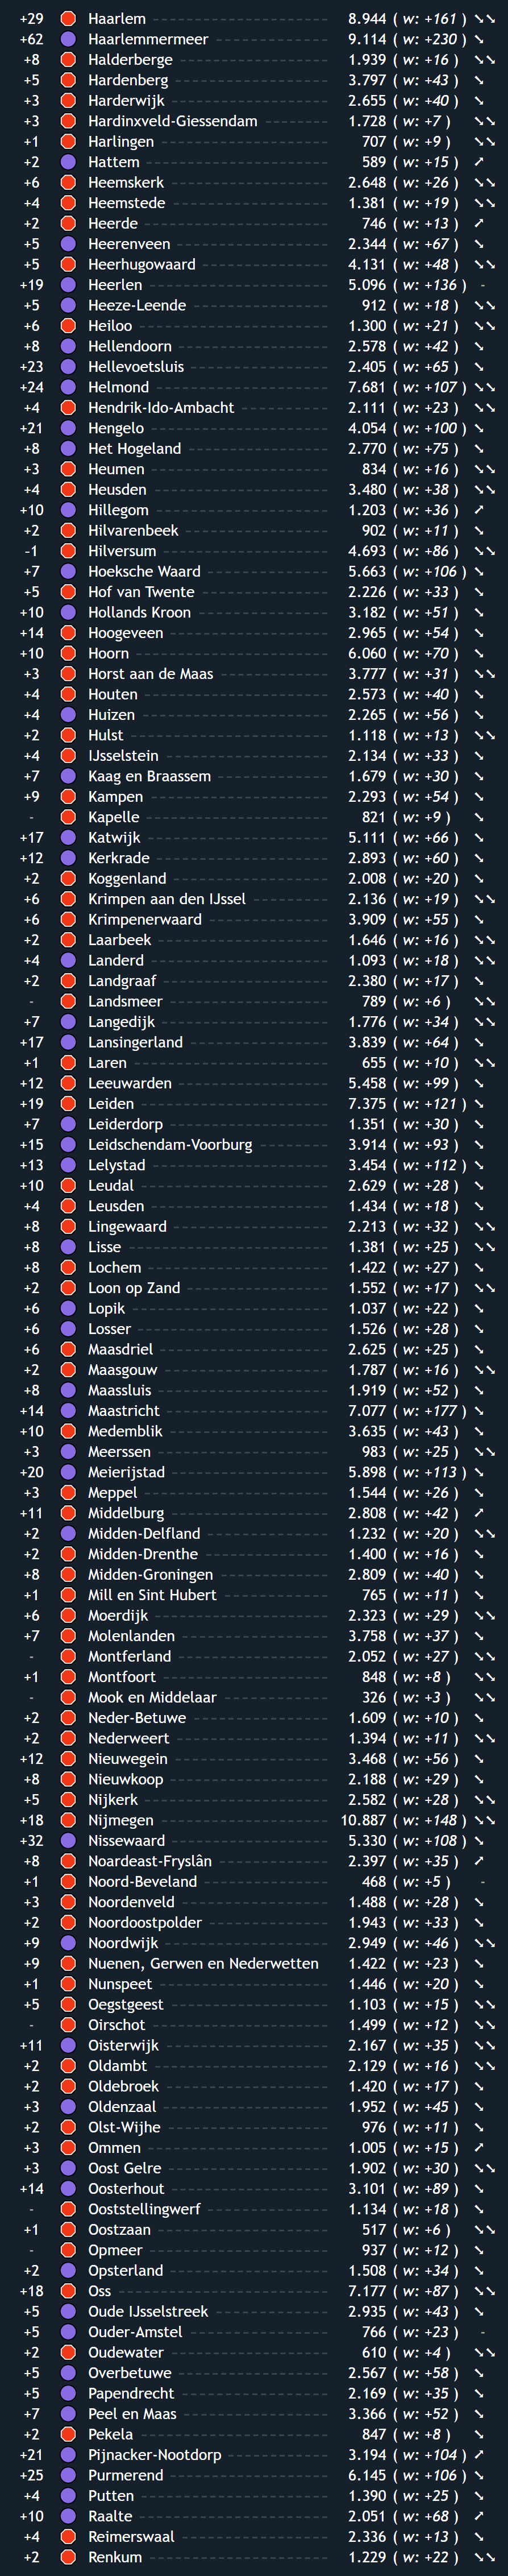 +29 Haarlem 8.944 ( w: +161 ) ➘➘
+62 Haarlemmermeer 9.114 ( w: +230 ) ➘
+8 Halderberge 1.939 ( w: +16 ) ➘➘
+5 Hardenberg 3.797 ( w: +43 ) ➘
+3 Harderwijk 2.655 ( w: +40 ) ➘
+3 Hardinxveld-Giessendam 1.728 ( w: +7 ) ➘➘
+1 Harlingen 707 ( w: +9 ) ➘➘
+2 Hattem 589 ( w: +15 ) ➚
+6 Heemskerk 2.648 ( w: +26 ) ➘➘
+4 Heemstede 1.381 ( w: +19 ) ➘➘
+2 Heerde 746 ( w: +13 ) ➚
+5 Heerenveen 2.344 ( w: +67 ) ➘
+5 Heerhugowaard 4.131 ( w: +48 ) ➘➘
+19 Heerlen 5.096 ( w: +136 ) -
+5 Heeze-Leende 912 ( w: +18 ) ➘➘
+6 Heiloo 1.300 ( w: +21 ) ➘➘
+8 Hellendoorn 2.578 ( w: +42 ) ➘
+23 Hellevoetsluis 2.405 ( w: +65 ) ➘
+24 Helmond 7.681 ( w: +107 ) ➘➘
+4 Hendrik-Ido-Ambacht 2.111 ( w: +23 ) ➘➘
+21 Hengelo 4.054 ( w: +100 ) ➘
+8 Het Hogeland 2.770 ( w: +75 ) ➘
+3 Heumen 834 ( w: +16 ) ➘➘
+4 Heusden 3.480 ( w: +38 ) ➘➘
+10 Hillegom 1.203 ( w: +36 ) ➚
+2 Hilvarenbeek 902 ( w: +11 ) ➘
-1 Hilversum 4.693 ( w: +86 ) ➘➘
+7 Hoeksche Waard 5.663 ( w: +106 ) ➘
+5 Hof van Twente 2.226 ( w: +33 ) ➘
+10 Hollands Kroon 3.182 ( w: +51 ) ➘
+14 Hoogeveen 2.965 ( w: +54 ) ➘
+10 Hoorn 6.060 ( w: +70 ) ➘
+3 Horst aan de Maas 3.777 ( w: +31 ) ➘➘
+4 Houten 2.573 ( w: +40 ) ➘
+4 Huizen 2.265 ( w: +56 ) ➘
+2 Hulst 1.118 ( w: +13 ) ➘➘
+4 IJsselstein 2.134 ( w: +33 ) ➘
+7 Kaag en Braassem 1.679 ( w: +30 ) ➘
+9 Kampen 2.293 ( w: +54 ) ➘
- Kapelle 821 ( w: +9 ) ➘
+17 Katwijk 5.111 ( w: +66 ) ➘
+12 Kerkrade 2.893 ( w: +60 ) ➘
+2 Koggenland 2.008 ( w: +20 ) ➘
+6 Krimpen aan den IJssel 2.136 ( w: +19 ) ➘➘
+6 Krimpenerwaard 3.909 ( w: +55 ) ➘
+2 Laarbeek 1.646 ( w: +16 ) ➘➘
+4 Landerd 1.093 ( w: +18 ) ➘➘
+2 Landgraaf 2.380 ( w: +17 ) ➘
- Landsmeer 789 ( w: +6 ) ➘➘
+7 Langedijk 1.776 ( w: +34 ) ➘➘
+17 Lansingerland 3.839 ( w: +64 ) ➘
+1 Laren 655 ( w: +10 ) ➘➘
+12 Leeuwarden 5.458 ( w: +99 ) ➘
+19 Leiden 7.375 ( w: +121 ) ➘
+7 Leiderdorp 1.351 ( w: +30 ) ➘
+15 Leidschendam-Voorburg 3.914 ( w: +93 ) ➘
+13 Lelystad 3.454 ( w: +112 ) ➘
+10 Leudal 2.629 ( w: +28 ) ➘
+4 Leusden 1.434 ( w: +18 ) ➘
+8 Lingewaard 2.213 ( w: +32 ) ➘➘
+8 Lisse 1.381 ( w: +25 ) ➘➘
+8 Lochem 1.422 ( w: +27 ) ➘
+2 Loon op Zand 1.552 ( w: +17 ) ➘➘
+6 Lopik 1.037 ( w: +22 ) ➘
+6 Losser 1.526 ( w: +28 ) ➘
+6 Maasdriel 2.625 ( w: +25 ) ➘
+2 Maasgouw 1.787 ( w: +16 ) ➘➘
+8 Maassluis 1.919 ( w: +52 ) ➘
+14 Maastricht 7.077 ( w: +177 ) ➘
+10 Medemblik 3.635 ( w: +43 ) ➘
+3 Meerssen 983 ( w: +25 ) ➘➘
+20 Meierijstad 5.898 ( w: +113 ) ➘
+3 Meppel 1.544 ( w: +26 ) ➘
+11 Middelburg 2.808 ( w: +42 ) ➚
+2 Midden-Delfland 1.232 ( w: +20 ) ➘➘
+2 Midden-Drenthe 1.400 ( w: +16 ) ➘
+8 Midden-Groningen 2.809 ( w: +40 ) ➘
+1 Mill en Sint Hubert 765 ( w: +11 ) ➘
+6 Moerdijk 2.323 ( w: +29 ) ➘➘
+7 Molenlanden 3.758 ( w: +37 ) ➘
- Montferland 2.052 ( w: +27 ) ➘➘
+1 Montfoort 848 ( w: +8 ) ➘➘
- Mook en Middelaar 326 ( w: +3 ) ➘➘
+2 Neder-Betuwe 1.609 ( w: +10 ) ➘
+2 Nederweert 1.394 ( w: +11 ) ➘➘
+12 Nieuwegein 3.468 ( w: +56 ) ➘
+8 Nieuwkoop 2.188 ( w: +29 ) ➘
+5 Nijkerk 2.582 ( w: +28 ) ➘➘
+18 Nijmegen 10.887 ( w: +148 ) ➘➘
+32 Nissewaard 5.330 ( w: +108 ) ➘
+8 Noardeast-Fryslân 2.397 ( w: +35 ) ➚
+1 Noord-Beveland 468 ( w: +5 ) -
+3 Noordenveld 1.488 ( w: +28 ) ➘
+2 Noordoostpolder 1.943 ( w: +33 ) ➘
+9 Noordwijk 2.949 ( w: +46 ) ➘➘
+9 Nuenen, Gerwen en Nederwetten 1.422 ( w: +23 ) ➘
+1 Nunspeet 1.446 ( w: +20 ) ➘
+5 Oegstgeest 1.103 ( w: +15 ) ➘➘
- Oirschot 1.499 ( w: +12 ) ➘➘
+11 Oisterwijk 2.167 ( w: +35 ) ➘➘
+2 Oldambt 2.129 ( w: +16 ) ➘➘
+2 Oldebroek 1.420 ( w: +17 ) ➘
+3 Oldenzaal 1.952 ( w: +45 ) ➘
+2 Olst-Wijhe 976 ( w: +11 ) ➘
+3 Ommen 1.005 ( w: +15 ) ➚
+3 Oost Gelre 1.902 ( w: +30 ) ➘➘
+14 Oosterhout 3.101 ( w: +89 ) ➘
- Ooststellingwerf 1.134 ( w: +18 ) ➘
+1 Oostzaan 517 ( w: +6 ) ➘➘
- Opmeer 937 ( w: +12 ) ➘
+2 Opsterland 1.508 ( w: +34 ) ➘
+18 Oss 7.177 ( w: +87 ) ➘➘
+5 Oude IJsselstreek 2.935 ( w: +43 ) ➘
+5 Ouder-Amstel 766 ( w: +23 ) -
+2 Oudewater 610 ( w: +4 ) ➘➘
+5 Overbetuwe 2.567 ( w: +58 ) ➘
+5 Papendrecht 2.169 ( w: +35 ) ➘
+7 Peel en Maas 3.366 ( w: +52 ) ➘
+2 Pekela 847 ( w: +8 ) ➘
+21 Pijnacker-Nootdorp 3.194 ( w: +104 ) ➚
+25 Purmerend 6.145 ( w: +106 ) ➘
+4 Putten 1.390 ( w: +25 ) ➘
+10 Raalte 2.051 ( w: +68 ) ➚
+4 Reimerswaal 2.336 ( w: +13 ) ➘
+2 Renkum 1.229 ( w: +22 ) ➘➘